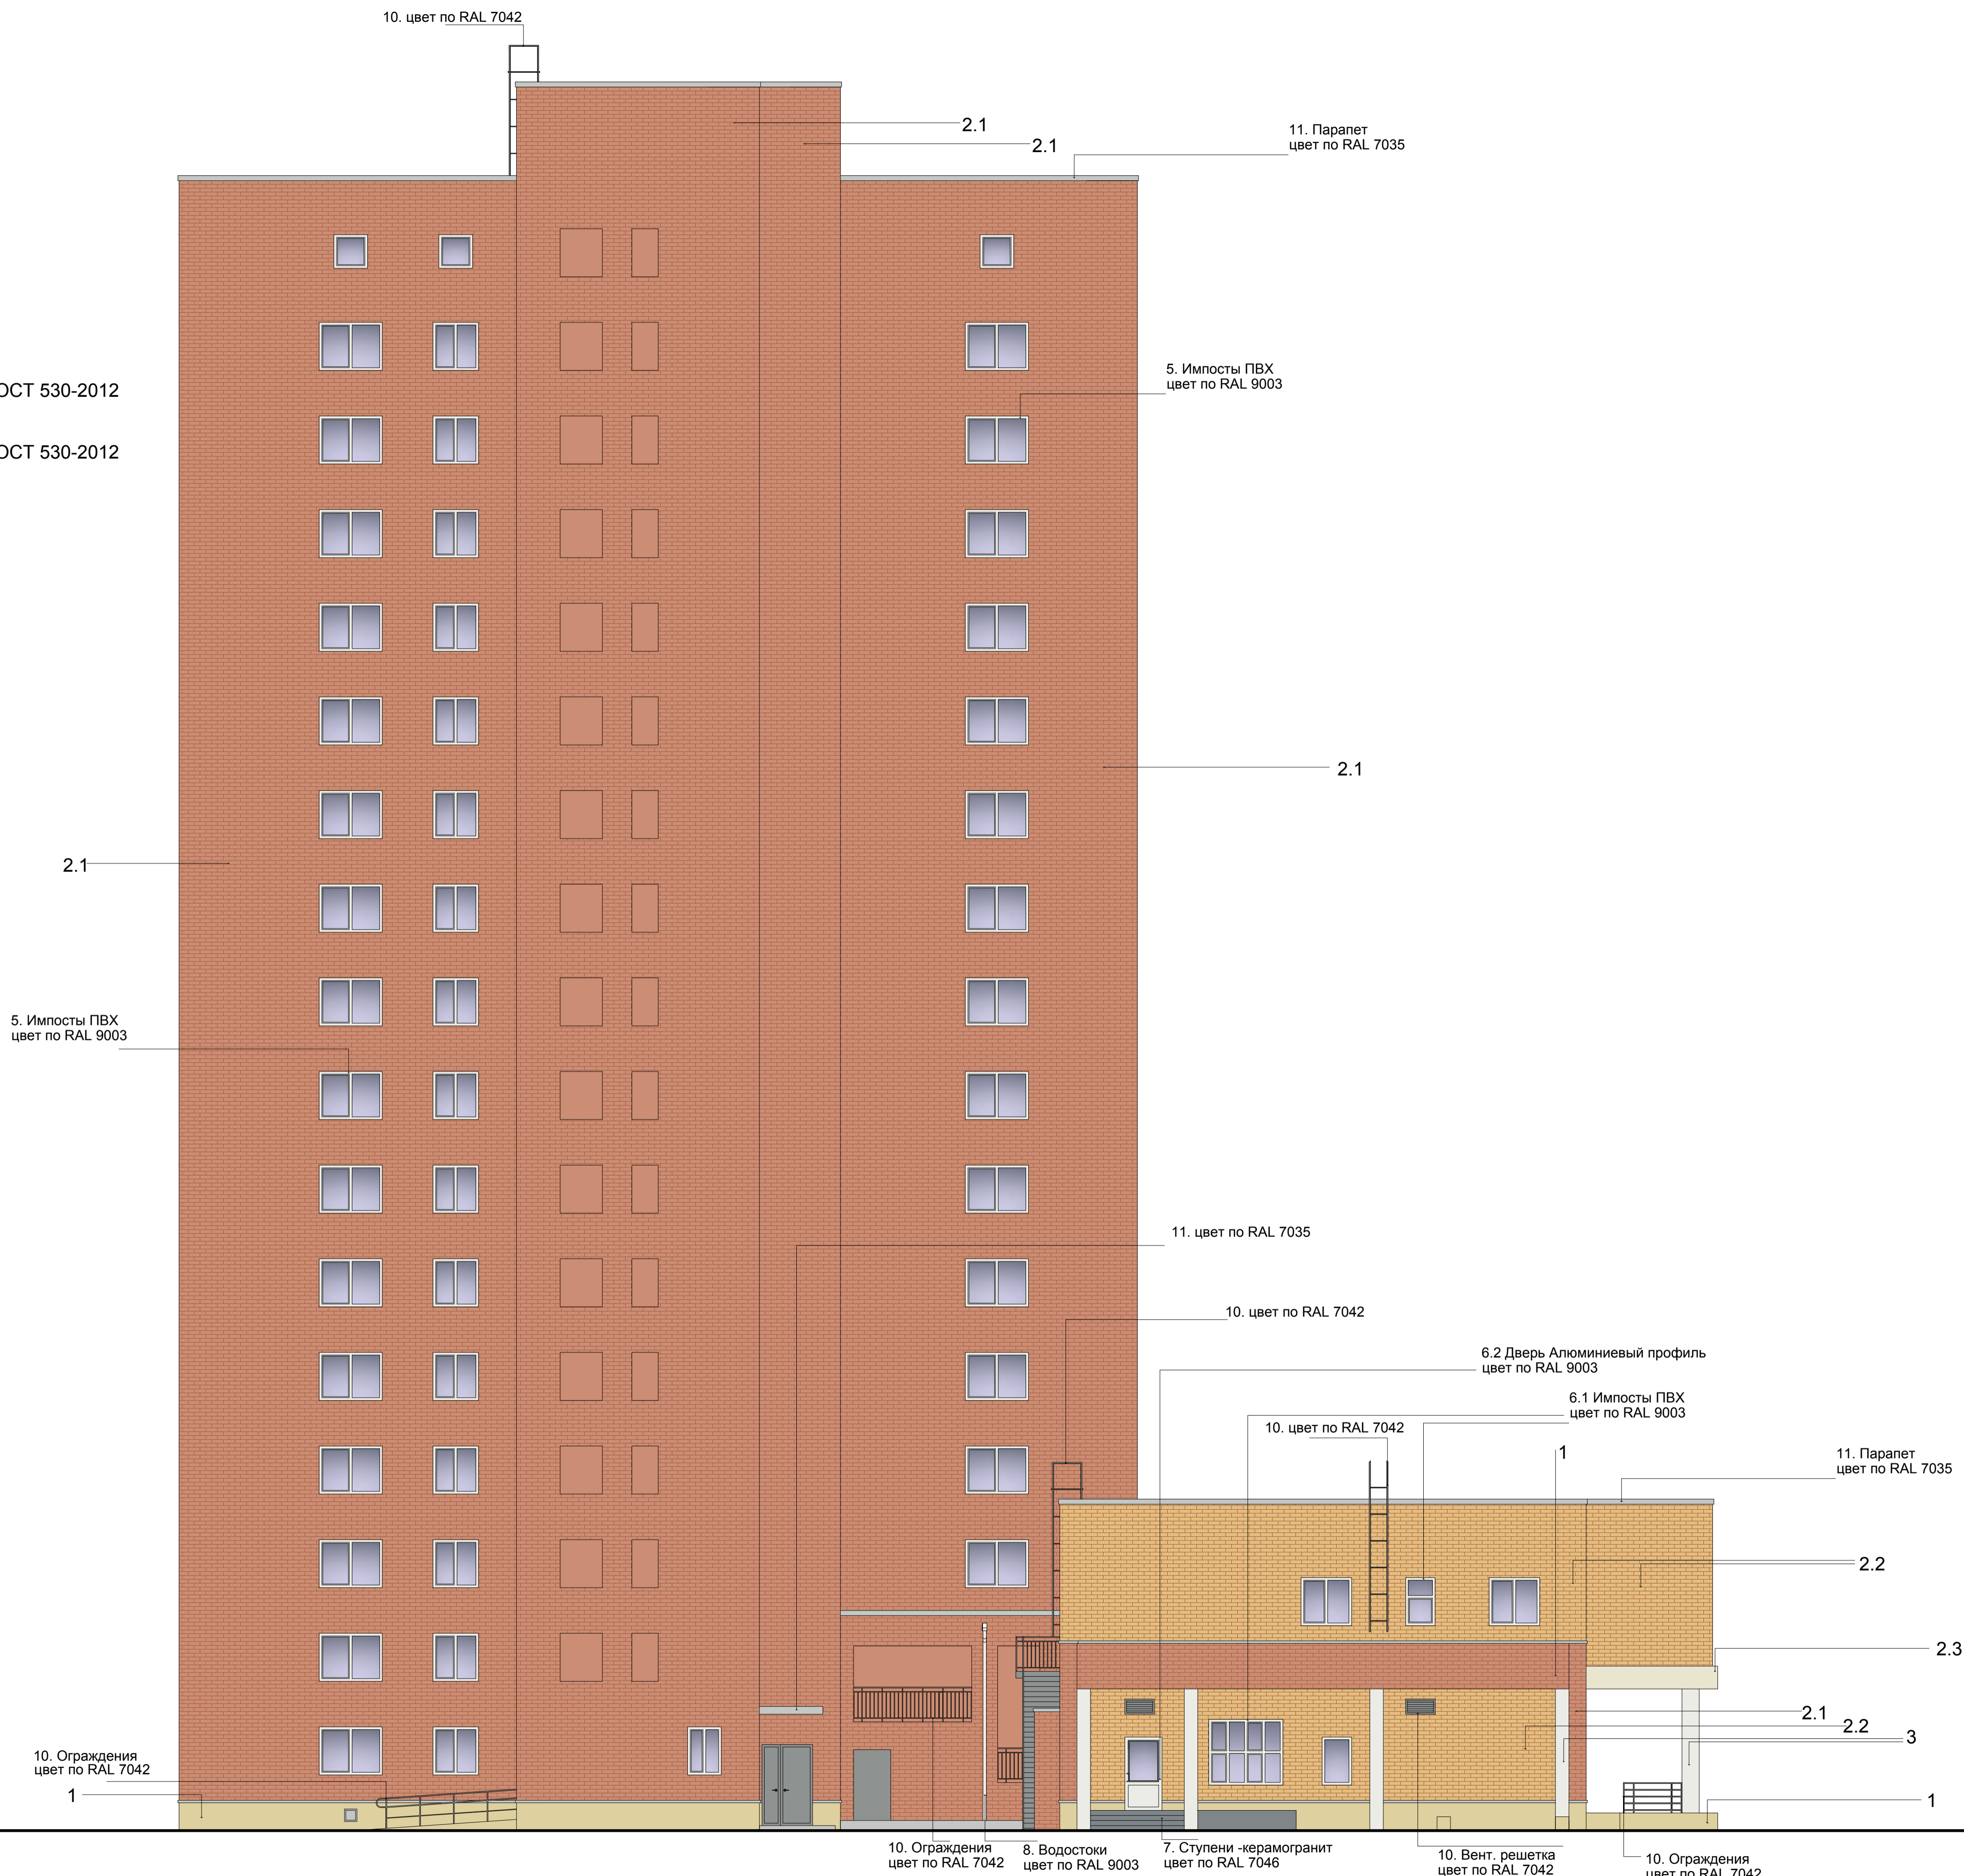 10. цвет по RAL 7042
2.1
2.1
11. Парапет
цвет по RAL 7035
5. Импосты ПВХ
цвет по RAL 9003
ОСТ 530-2012
ОСТ 530-2012
2.1
2.1
5. Импосты ПВХ
цвет по RAL 9003
11. цвет по RAL 7035
10. цвет по RAL 7042
6.2 Дверь Алюминиевый профиль
цвет по RAL 9003
6.1 Импосты ПВХ
цвет по RAL 9003
10. цвет по RAL 7042
1
11. Парапет
цвет по RAL 7035
2.2
2.3
2.1
2.2
3
10. Ограждения
цвет по RAL 7042
1
1
10. Ограждения
цвет по RAL 7042
8. Водостоки
цвет по RAL 9003
7. Ступени -керамогранит
цвет по RAL 7046
10. Вент. решетка
цвет по RAL 7042
10. Ограждения
цвет по RAL 7042